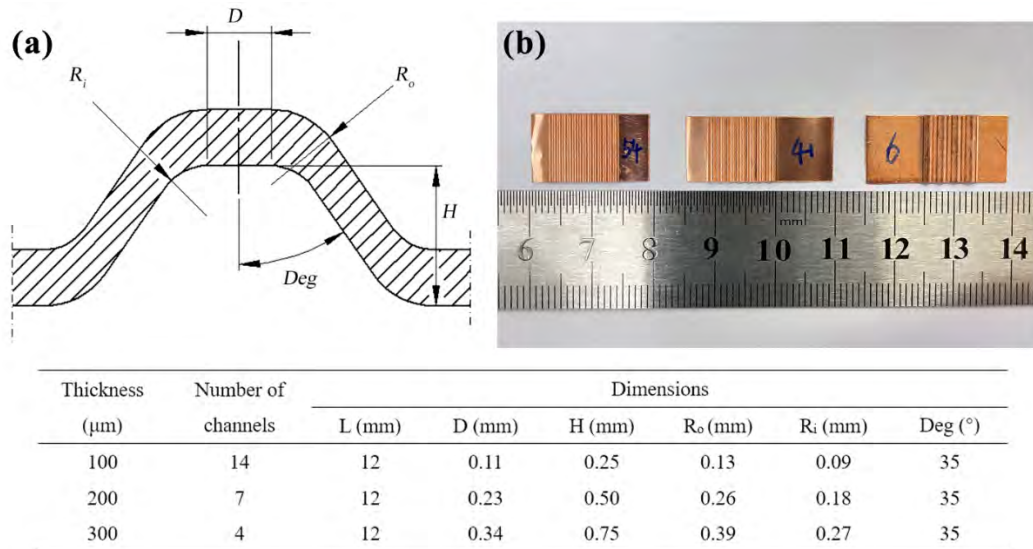 (a)
D
Rᵢ
Rₒ
H
Deg
(b)
54
41
6
mm
6 7 8 9 10 11 12 13 14
Thickness Number of Dimensions
(μm) channels L (mm) D (mm) H (mm) Rₒ (mm) Rᵢ (mm) Deg (°)
100 14 12 0.11 0.25 0.13 0.09 35
200 7 12 0.23 0.50 0.26 0.18 35
300 4 12 0.34 0.75 0.39 0.27 35